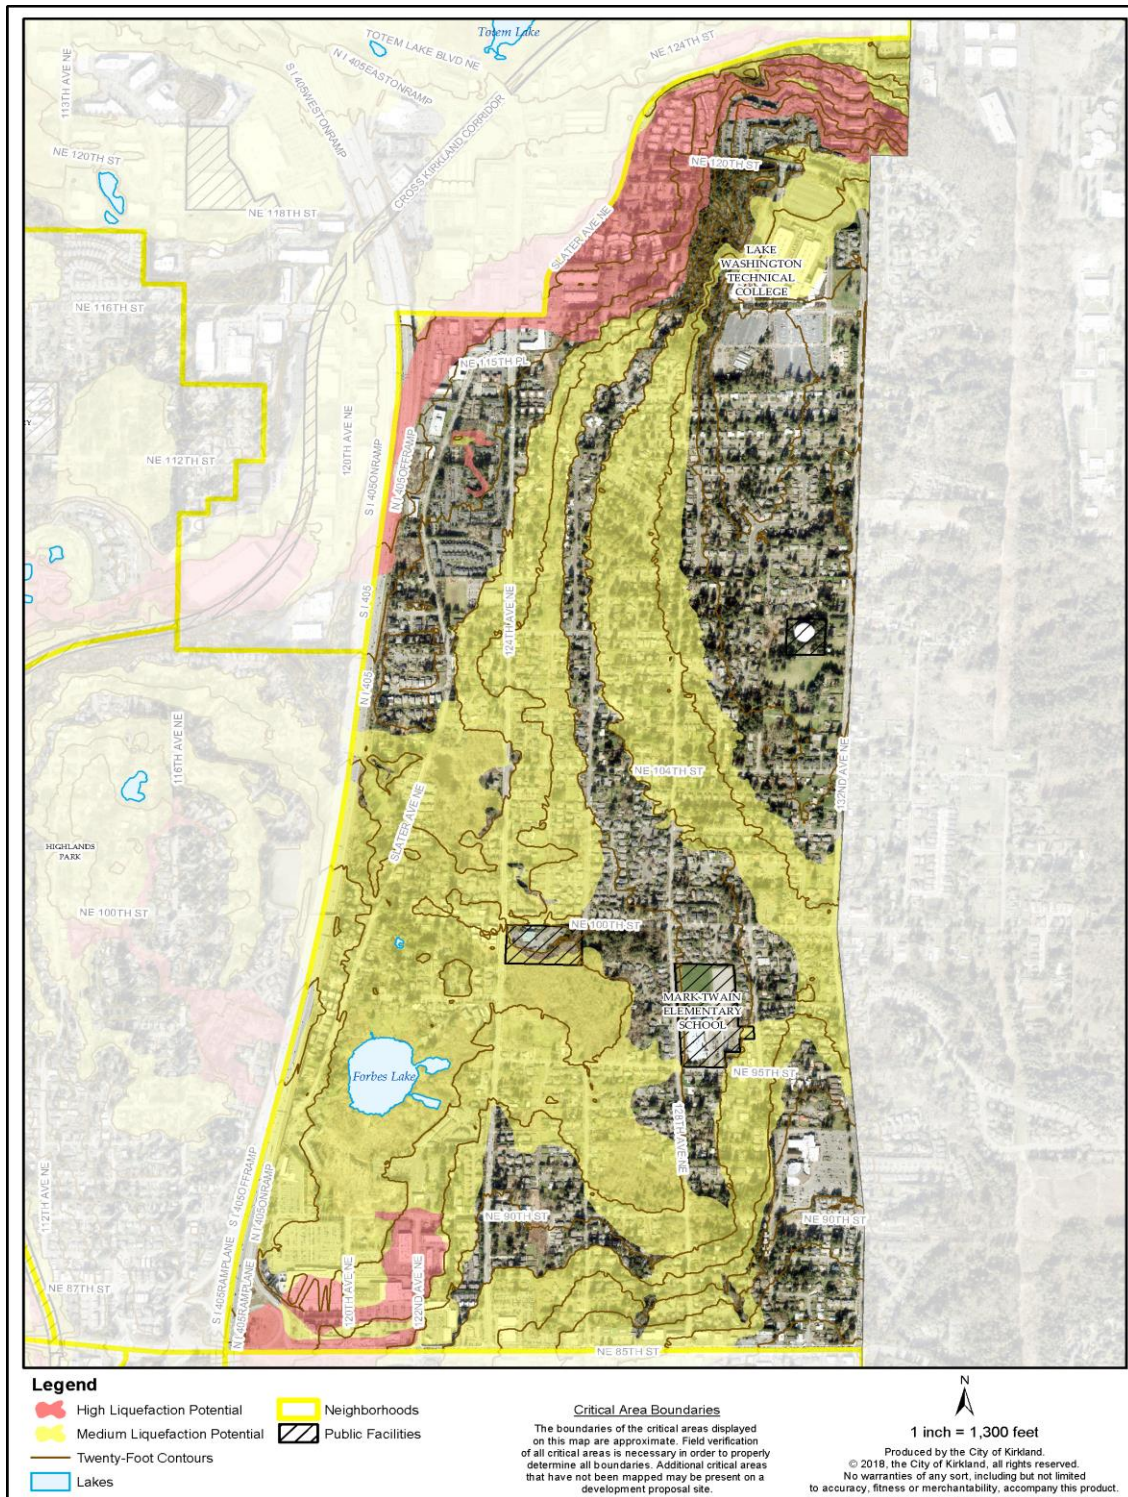 Totem Lake
TOTEM LAKE BLVD NE
NE 124TH ST
N I 405EASTONRAMP
113TH AVE NE
S I 405WESTONRAMP
CROSS KIRKLAND CORRIDOR
NE 120TH ST
NE 120TH ST
NE 118TH ST
SLATER AVE NE
LAKE
WASHINGTON
TECHNICAL
COLLEGE
NE 116TH ST
NE 115TH PL
120TH AVE NE
S I 405ONRAMP
N I 405OFFRAMP
NE 112TH ST
S I 405
N I 405
124TH AVE NE
116TH AVE NE
NE 104TH ST
132ND AVE NE
SLATER AVE NE
HIGHLANDS
PARK
NE 100TH ST
NE 100TH ST
MARK TWAIN
ELEMENTARY
SCHOOL
Forbes Lake
NE 95TH ST
128TH AVE NE
112TH AVE NE
S I 405OFFRAMP
N I 405ONRAMP
S I 405RAMPLANE
N I 405RAMPLANE
NE 90TH ST
NE 90TH ST
NE 87TH ST
120TH AVE NE
122ND AVE NE
NE 85TH ST
Legend
High Liquefaction Potential
Medium Liquefaction Potential
Twenty-Foot Contours
Lakes
Neighborhoods
Public Facilities
Critical Area Boundaries
The boundaries of the critical areas displayed
on this map are approximate. Field verification
of all critical areas is necessary in order to properly
determine all boundaries. Additional critical areas
that have not been mapped may be present on a
development proposal site.
N
1 inch = 1,300 feet
Produced by the City of Kirkland.
© 2018, the City of Kirkland, all rights reserved.
No warranties of any sort, including but not limited
to accuracy, fitness or merchantability, accompany this product.